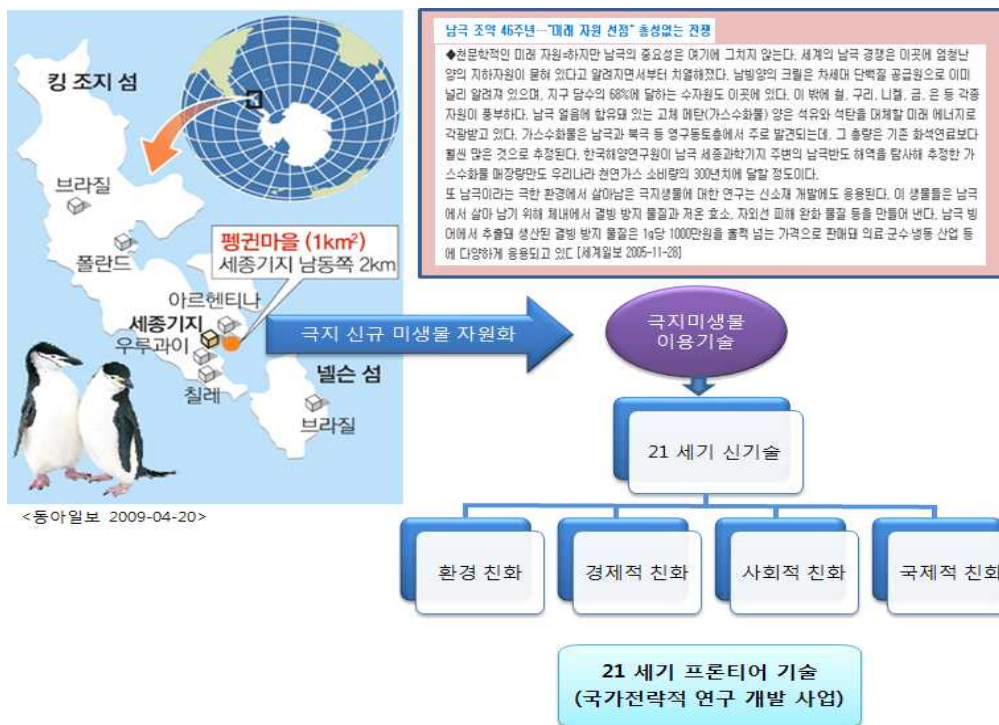 킹 조지 섬
브라질
폴란드
펭귄마을 (1km²)
세종기지 남동쪽 2km
아르헨티나
세종기지
우루과이
칠레
넬슨 섬
브라질
<동아일보 2009-04-20>
남극 조약 46주년…"미래 자원 선점" 총성없는 전쟁
◆천문학적인 미래 자원=하지만 남극의 중요성은 여기에 그치지 않는다. 세계의 남극 경쟁은 이곳에 엄청난
양의 지하자원이 묻혀 있다고 알려지면서부터 치열해졌다. 남빙양의 크릴은 차세대 단백질 공급원으로 이미
널리 알려져 있으며, 지구 담수의 68%에 달하는 수자원도 이곳에 있다. 이 밖에 철, 구리, 니켈, 금, 은 등 각종
자원이 풍부하다. 남극 얼음에 함유돼 있는 고체 메탄(가스수화물) 양은 석유와 석탄을 대체할 미래 에너지로
각광받고 있다. 가스수화물은 남극과 북극 등 영구동토층에서 주로 발견되는데, 그 총량은 기존 화석연료보다
훨씬 많은 것으로 추정된다. 한국해양연구원이 남극 세종과학기지 주변의 남극반도 해역을 탐사해 추정한 가
스수화물 매장량만도 우리나라 천연가스 소비량의 300년치에 달할 정도이다.
또 남극이라는 극한 환경에서 살아남은 극지생물에 대한 연구는 신소재 개발에도 응용된다. 이 생물들은 남극
에서 살아 남기 위해 체내에서 결빙 방지 물질과 저온 효소, 자외선 피해 완화 물질 등을 만들어 낸다. 남극 빙
어에서 추출돼 생산된 결빙 방지 물질은 1g당 1000만원을 훌쩍 넘는 가격으로 판매돼 의료·군수·냉동 산업 등
에 다양하게 응용되고 있다 [세계일보 2005-11-28]
극지 신규 미생물 자원화
극지미생물
이용기술
21 세기 신기술
환경 친화
경제적 친화
사회적 친화
국제적 친화
21 세기 프론티어 기술
(국가전략적 연구 개발 사업)